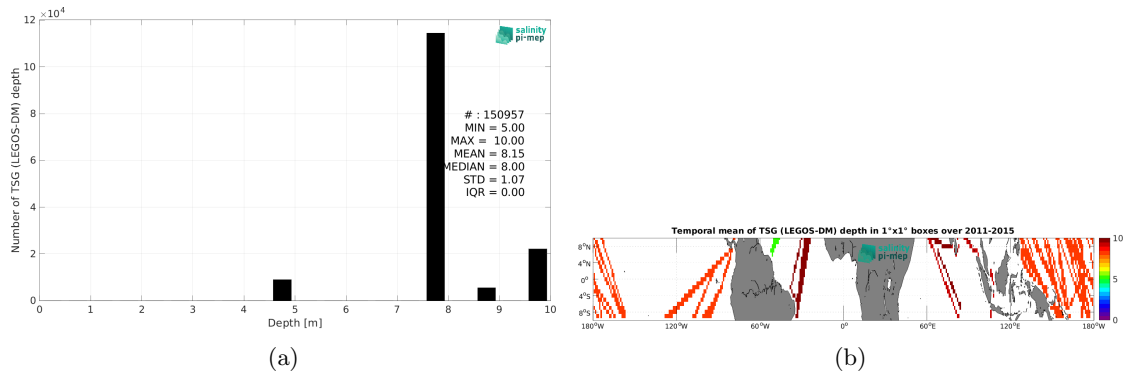 ×10⁴
12
10
8
6
4
2
0
Number of TSG (LEGOS-DM) depth
salinity
pi-mep
# : 150957
MIN = 5.00
MAX = 10.00
MEAN = 8.15
MEDIAN = 8.00
STD = 1.07
IQR = 0.00
0 1 2 3 4 5 6 7 8 9 10
Depth [m]
(a)
Temporal mean of TSG (LEGOS-DM) depth in 1°x1° boxes over 2011-2015
8°N
4°N
0°
4°S
8°S
salinity
pi-mep
180°W 120°W 60°W 0° 60°E 120°E 180°W
10
5
0
(b)